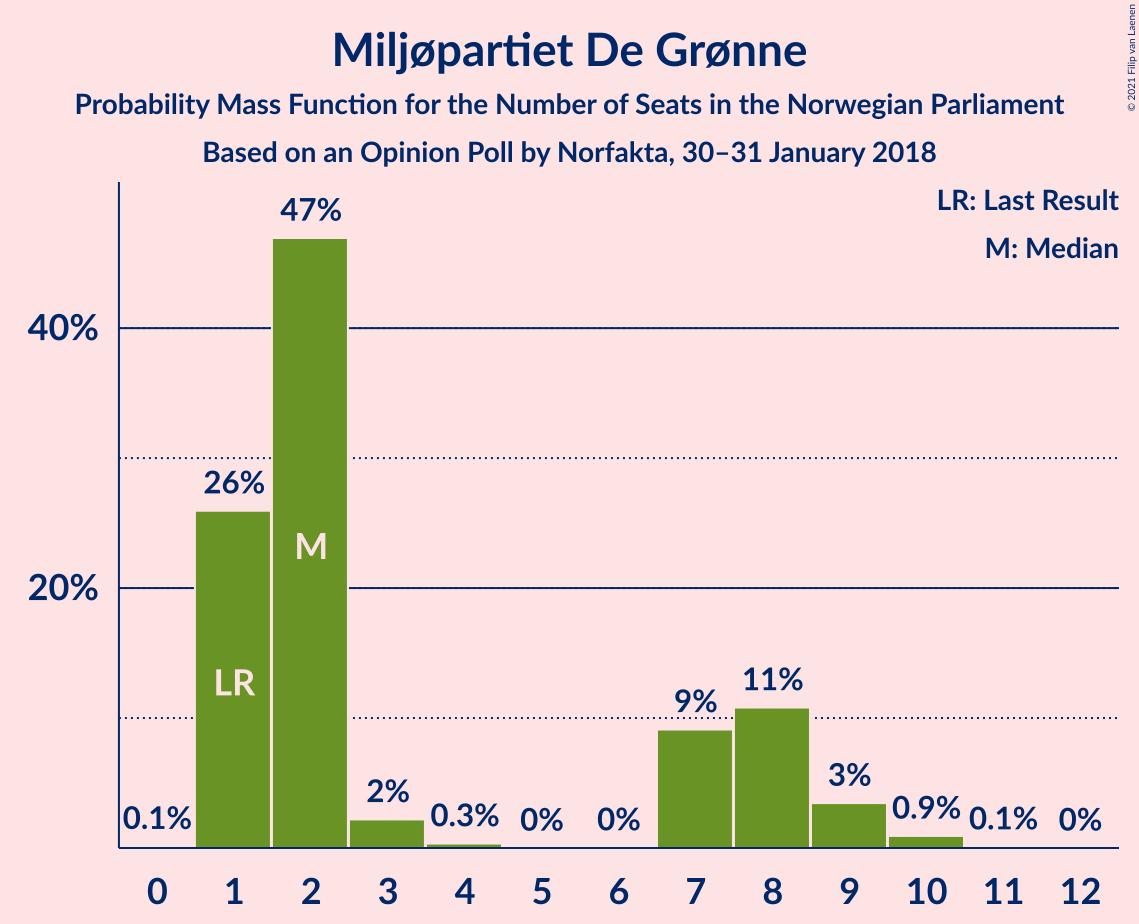 Miljøpartiet De Grønne
Probability Mass Function for the Number of Seats in the Norwegian Parliament
Based on an Opinion Poll by Norfakta, 30–31 January 2018
© 2021 Filip van Laenen
LR: Last Result
M: Median
47%
40%
26%
M
20%
LR
11%
9%
3%
2%
0.9%
0.3%
0.1% 0% 0% 0.1% 0%
0 1 2 3 4 5 6 7 8 9 10 11 12